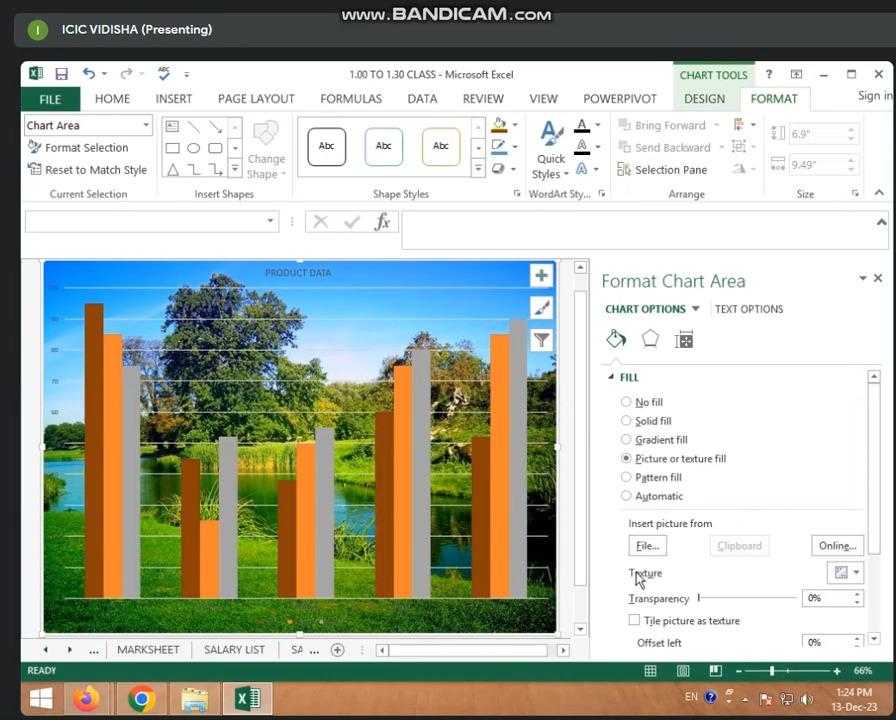 www.BANDICAM.com
I ICIC VIDISHA (Presenting)
1.00 TO 1.30 CLASS - Microsoft Excel
CHART TOOLS
FILE HOME INSERT PAGE LAYOUT FORMULAS DATA REVIEW VIEW POWERPIVOT DESIGN FORMAT Sign in
Chart Area
Format Selection
Reset to Match Style
Current Selection
Change
Shape
Insert Shapes
Abc Abc Abc
Shape Styles
Quick
Styles
WordArt Sty...
Bring Forward
Send Backward
Selection Pane
Arrange
6.9"
9.49"
Size
fx
PRODUCT DATA
Format Chart Area
CHART OPTIONS TEXT OPTIONS
FILL
No fill
Solid fill
Gradient fill
Picture or texture fill
Pattern fill
Automatic
Insert picture from
File... Clipboard Online...
Texture
Transparency 0%
Tile picture as texture
Offset left 0%
... MARKSHEET SALARY LIST SA ...
READY 66%
EN 1:24 PM
13-Dec-23